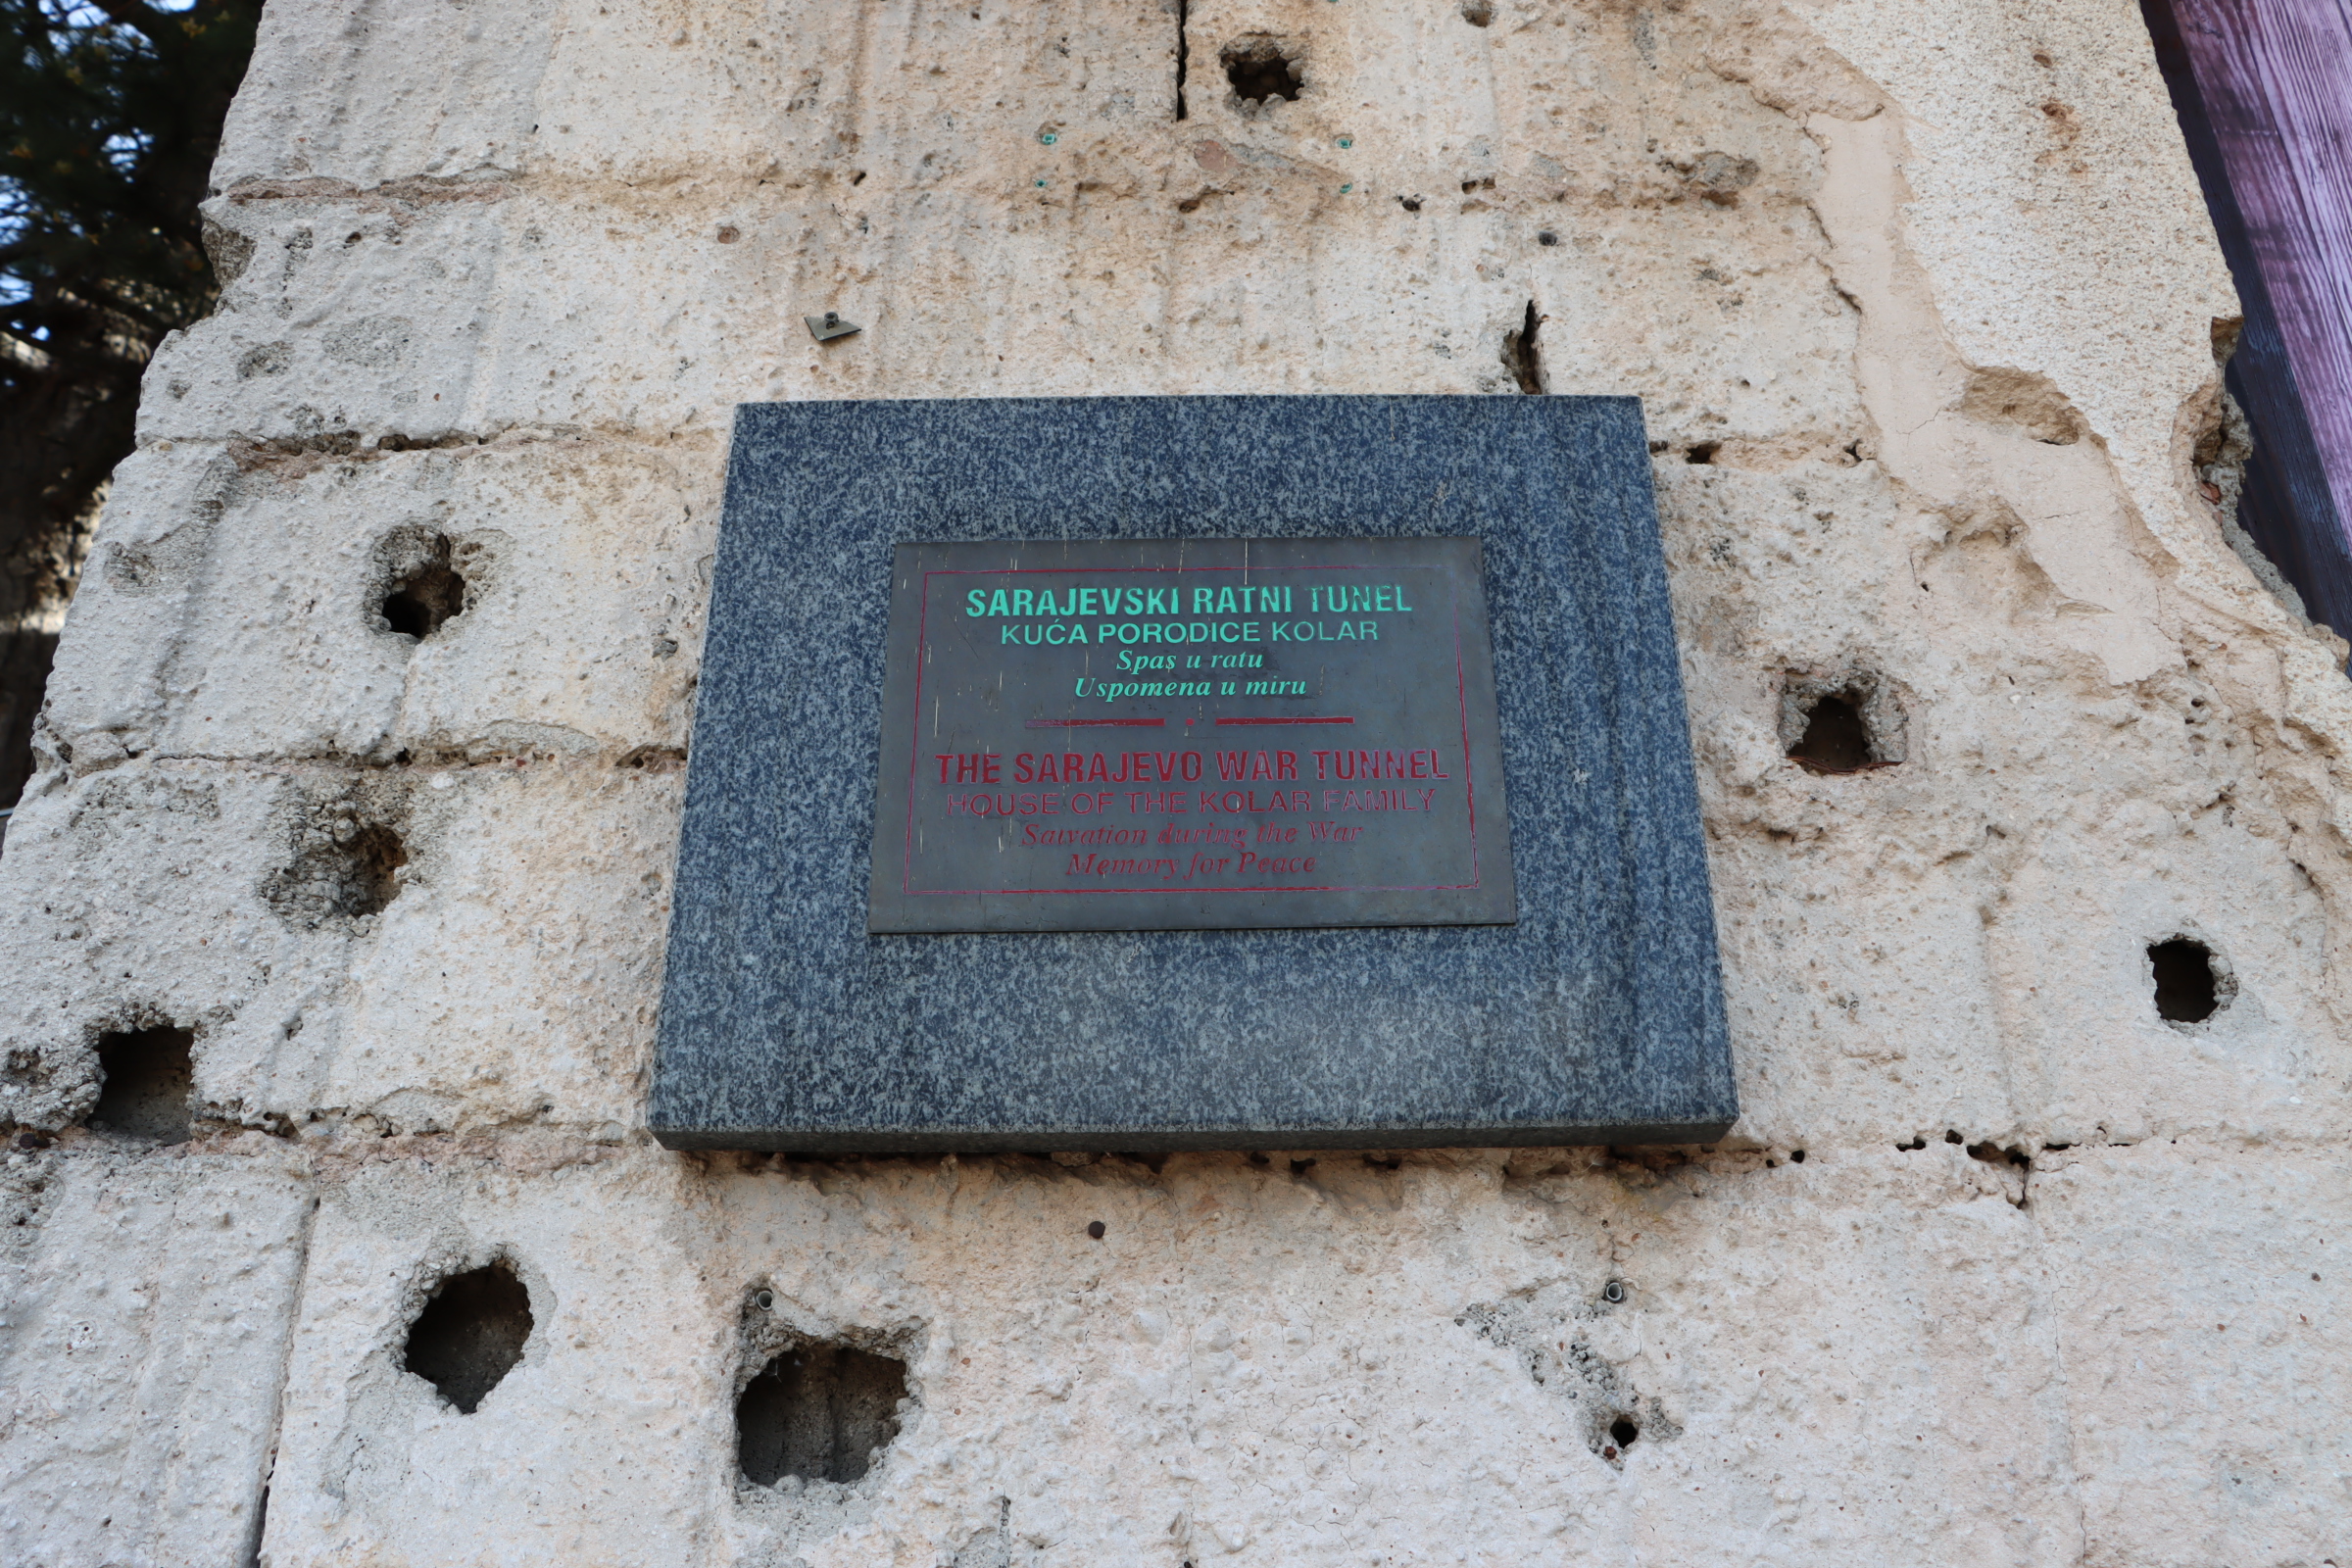 SARAJEVSKI RATNI TUNEL
KUĆA PORODICE KOLAR
Spas u ratu
Uspomena u miru
THE SARAJEVO WAR TUNNEL
HOUSE OF THE KOLAR FAMILY
Salvation during the War
Memory for Peace